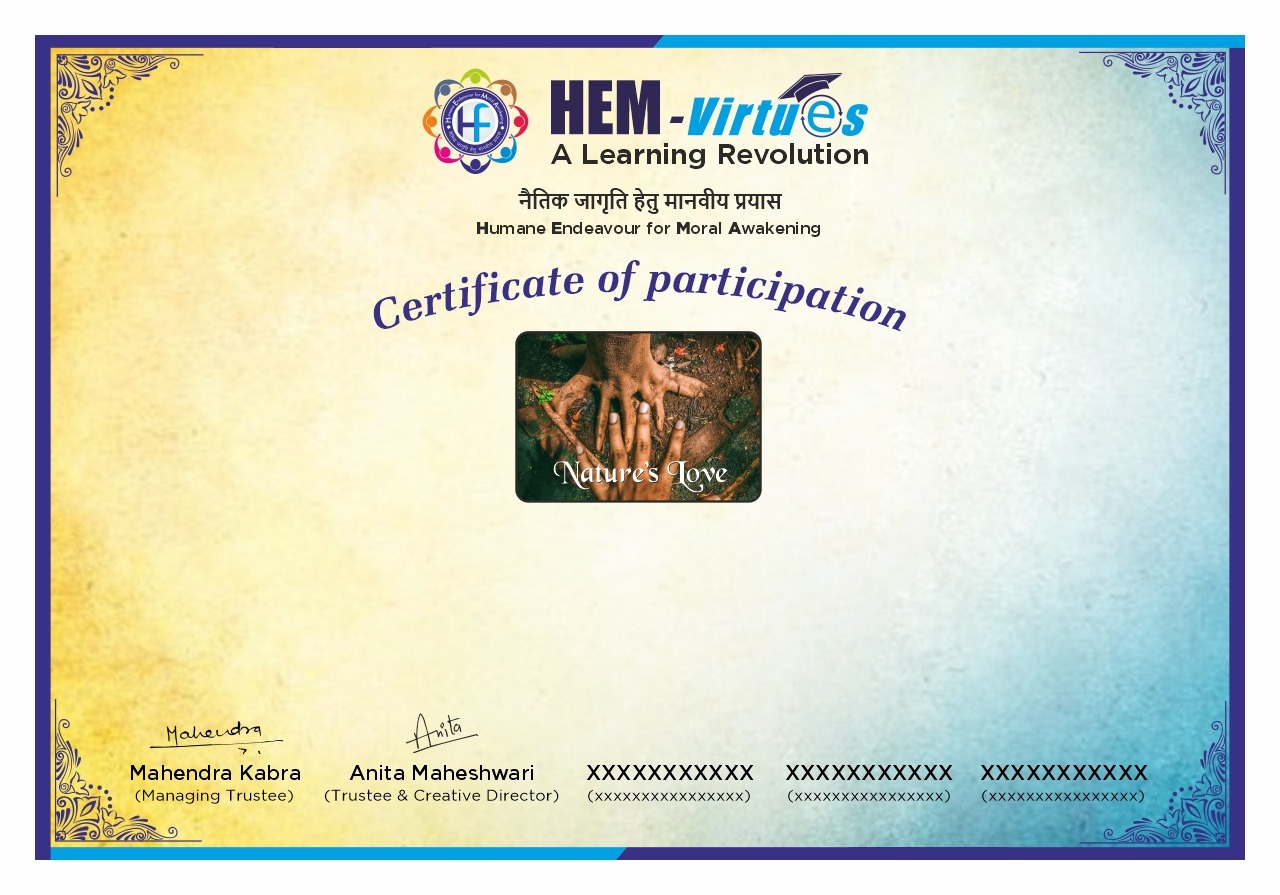 HEM-Virtues
A Learning Revolution
नैतिक जागृति हेतु मानवीय प्रयास
Humane Endeavour for Moral Awakening
Certificate of participation
Nature's Love
Mahendra
Anita
Mahendra Kabra
(Managing Trustee)
Anita Maheshwari
(Trustee & Creative Director)
XXXXXXXXXXX
(xxxxxxxxxxxxxxxx)
XXXXXXXXXXX
(xxxxxxxxxxxxxxxx)
XXXXXXXXXXX
(xxxxxxxxxxxxxxxx)